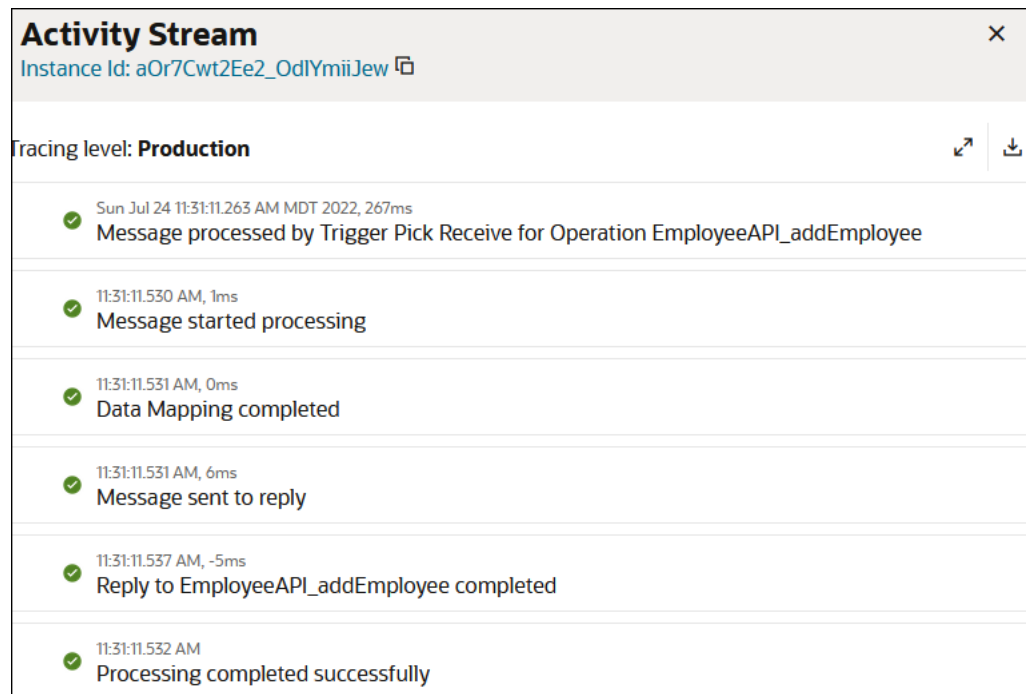 Activity Stream
Instance Id: aOr7Cwt2Ee2_OdlYmiiJew
Tracing level: Production
Sun Jul 24 11:31:11.263 AM MDT 2022, 267ms
Message processed by Trigger Pick Receive for Operation EmployeeAPI_addEmployee
11:31:11.530 AM, 1ms
Message started processing
11:31:11.531 AM, 0ms
Data Mapping completed
11:31:11.531 AM, 6ms
Message sent to reply
11:31:11.537 AM, -5ms
Reply to EmployeeAPI_addEmployee completed
11:31:11.532 AM
Processing completed successfully